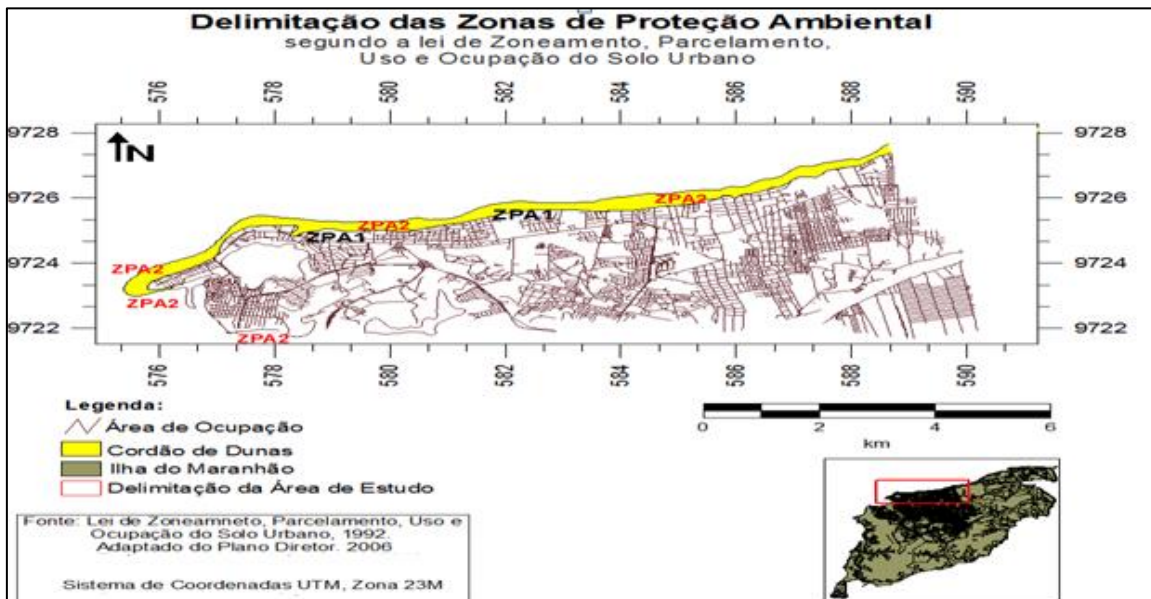 Delimitação das Zonas de Proteção Ambiental
segundo a lei de Zoneamento, Parcelamento,
Uso e Ocupação do Solo Urbano
576 578 580 582 584 586 588 590
9728 9728
N
9726 ZPA2 9726
ZPA2 ZPA1
ZPA1
9724 ZPA2 9724
ZPA2
9722 ZPA2 9722
576 578 580 582 584 586 588 590
Legenda:
Área de Ocupação
Cordão de Dunas
Ilha do Maranhão
Delimitação da Área de Estudo
0 2 4 6
km
Fonte: Lei de Zoneamneto, Parcelamento, Uso e
Ocupação do Solo Urbano, 1992.
Adaptado do Plano Diretor. 2006
Sistema de Coordenadas UTM, Zona 23M